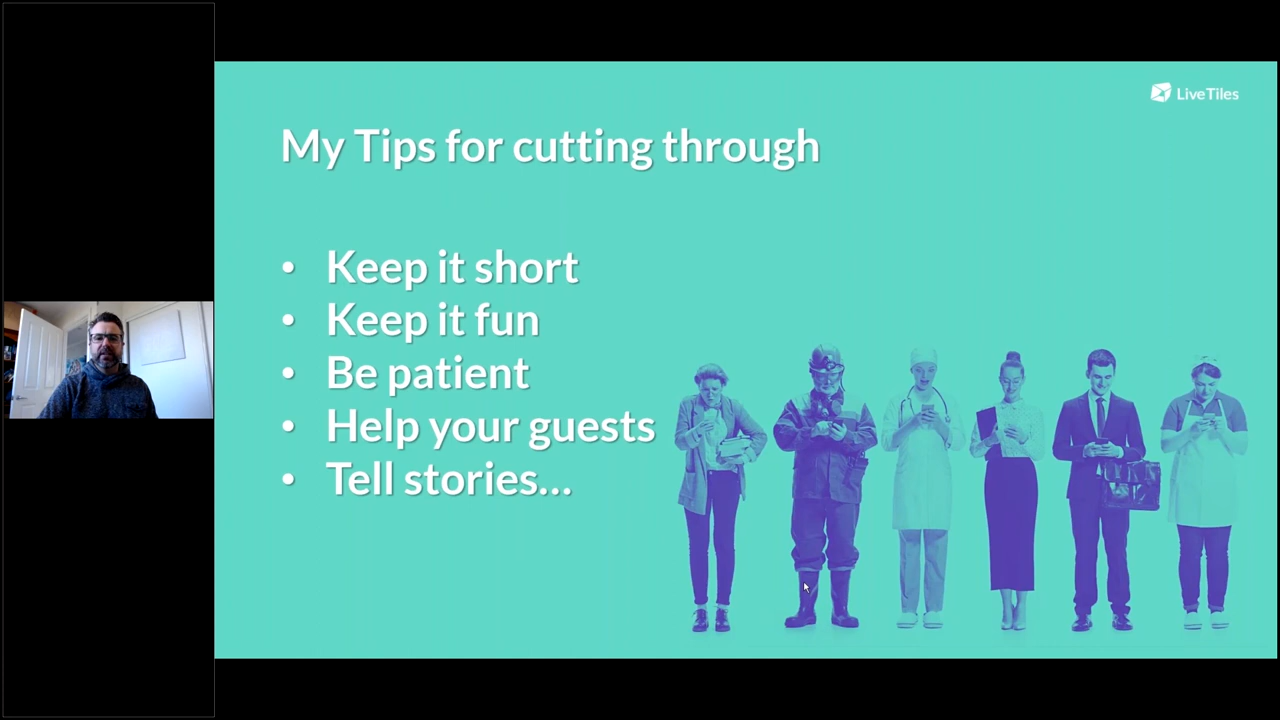 LiveTiles
My Tips for cutting through
• Keep it short
• Keep it fun
• Be patient
• Help your guests
• Tell stories...